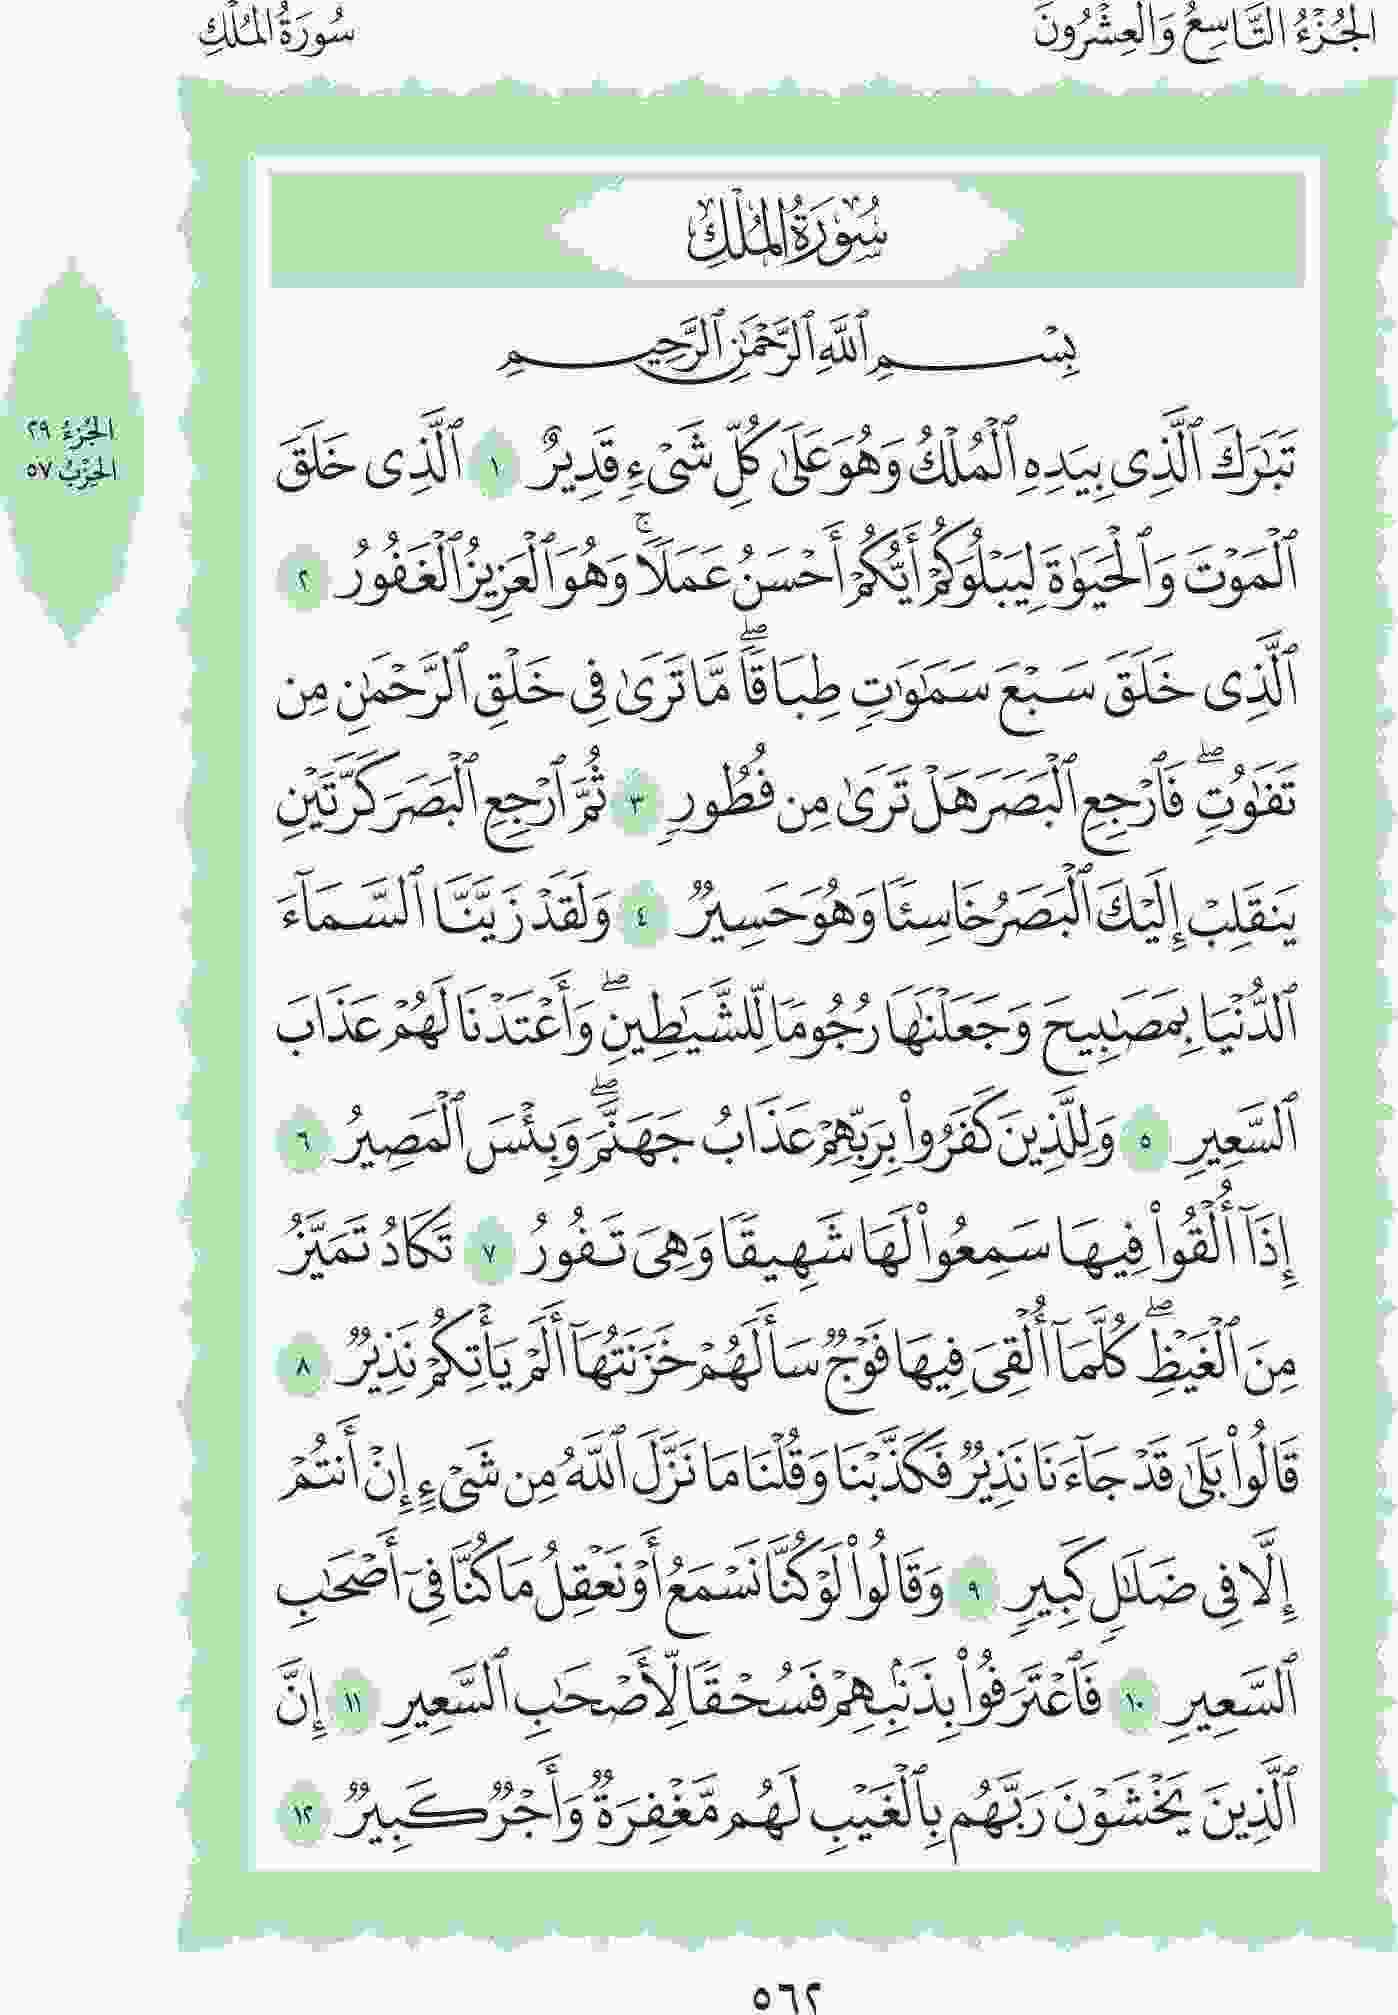 الجُزْءُ التَّاسِعُ وَالعِشْرُونَ
سُورَةُ المُلْكِ
سُورَةُ المُلْكِ
بِسْمِ ٱللَّهِ ٱلرَّحْمَٰنِ ٱلرَّحِيمِ
تَبَٰرَكَ ٱلَّذِى بِيَدِهِ ٱلْمُلْكُ وَهُوَ عَلَىٰ كُلِّ شَىْءٍ قَدِيرٌ ١ ٱلَّذِى خَلَقَ
ٱلْمَوْتَ وَٱلْحَيَوٰةَ لِيَبْلُوَكُمْ أَيُّكُمْ أَحْسَنُ عَمَلًاۚ وَهُوَ ٱلْعَزِيزُ ٱلْغَفُورُ ٢
ٱلَّذِى خَلَقَ سَبْعَ سَمَٰوَٰتٍ طِبَاقًاۖ مَّا تَرَىٰ فِى خَلْقِ ٱلرَّحْمَٰنِ مِن
تَفَٰوُتٍۖ فَٱرْجِعِ ٱلْبَصَرَ هَلْ تَرَىٰ مِن فُطُورٍ ٣ ثُمَّ ٱرْجِعِ ٱلْبَصَرَ كَرَّتَيْنِ
يَنقَلِبْ إِلَيْكَ ٱلْبَصَرُ خَاسِئًا وَهُوَ حَسِيرٌ ٤ وَلَقَدْ زَيَّنَّا ٱلسَّمَآءَ
ٱلدُّنْيَا بِمَصَٰبِيحَ وَجَعَلْنَٰهَا رُجُومًا لِّلشَّيَٰطِينِۖ وَأَعْتَدْنَا لَهُمْ عَذَابَ
ٱلسَّعِيرِ ٥ وَلِلَّذِينَ كَفَرُوا۟ بِرَبِّهِمْ عَذَابُ جَهَنَّمَۖ وَبِئْسَ ٱلْمَصِيرُ ٦
إِذَآ أُلْقُوا۟ فِيهَا سَمِعُوا۟ لَهَا شَهِيقًا وَهِىَ تَفُورُ ٧ تَكَادُ تَمَيَّزُ
مِنَ ٱلْغَيْظِۖ كُلَّمَآ أُلْقِىَ فِيهَا فَوْجٌ سَأَلَهُمْ خَزَنَتُهَآ أَلَمْ يَأْتِكُمْ نَذِيرٌ ٨
قَالُوا۟ بَلَىٰ قَدْ جَآءَنَا نَذِيرٌ فَكَذَّبْنَا وَقُلْنَا مَا نَزَّلَ ٱللَّهُ مِن شَىْءٍ إِنْ أَنتُمْ
إِلَّا فِى ضَلَٰلٍ كَبِيرٍ ٩ وَقَالُوا۟ لَوْ كُنَّا نَسْمَعُ أَوْ نَعْقِلُ مَا كُنَّا فِىٓ أَصْحَٰبِ
ٱلسَّعِيرِ ١٠ فَٱعْتَرَفُوا۟ بِذَنۢبِهِمْ فَسُحْقًا لِّأَصْحَٰبِ ٱلسَّعِيرِ ١١ إِنَّ
ٱلَّذِينَ يَخْشَوْنَ رَبَّهُم بِٱلْغَيْبِ لَهُم مَّغْفِرَةٌ وَأَجْرٌ كَبِيرٌ ١٢
الجُزْءُ ٢٩
الحِزْبُ ٥٧
٥٦٢